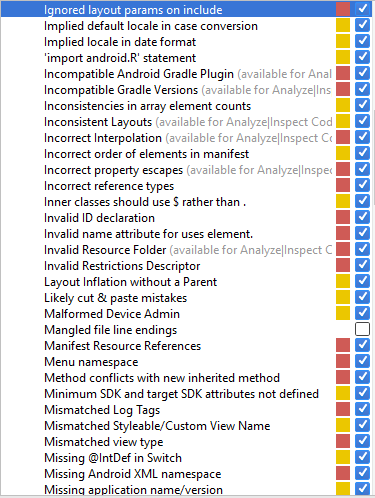 Ignored layout params on include
Implied default locale in case conversion
Implied locale in date format
'import android.R' statement
Incompatible Android Gradle Plugin (available for Anal
Incompatible Gradle Versions (available for Analyze|Ins
Inconsistencies in array element counts
Inconsistent Layouts (available for Analyze|Inspect Cod
Incorrect Interpolation (available for Analyze|Inspect C
Incorrect order of elements in manifest
Incorrect property escapes (available for Analyze|Inspec
Incorrect reference types
Inner classes should use $ rather than .
Invalid ID declaration
Invalid name attribute for uses element.
Invalid Resource Folder (available for Analyze|Inspect C
Invalid Restrictions Descriptor
Layout Inflation without a Parent
Likely cut & paste mistakes
Malformed Device Admin
Mangled file line endings
Manifest Resource References
Menu namespace
Method conflicts with new inherited method
Minimum SDK and target SDK attributes not defined
Mismatched Log Tags
Mismatched Styleable/Custom View Name
Mismatched view type
Missing @IntDef in Switch
Missing Android XML namespace
Missing application name/version